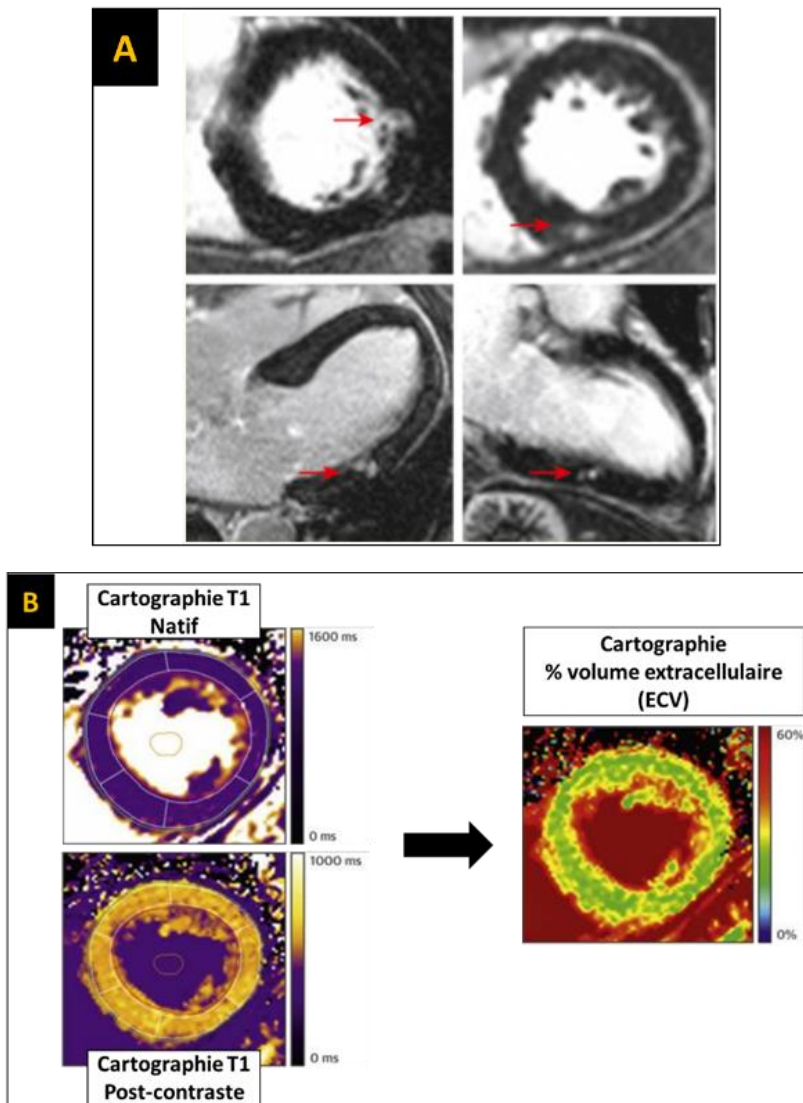 A
B
Cartographie T1
Natif
1600 ms
0 ms
1000 ms
0 ms
Cartographie T1
Post-contraste
Cartographie
% volume extracellulaire
(ECV)
60%
0%